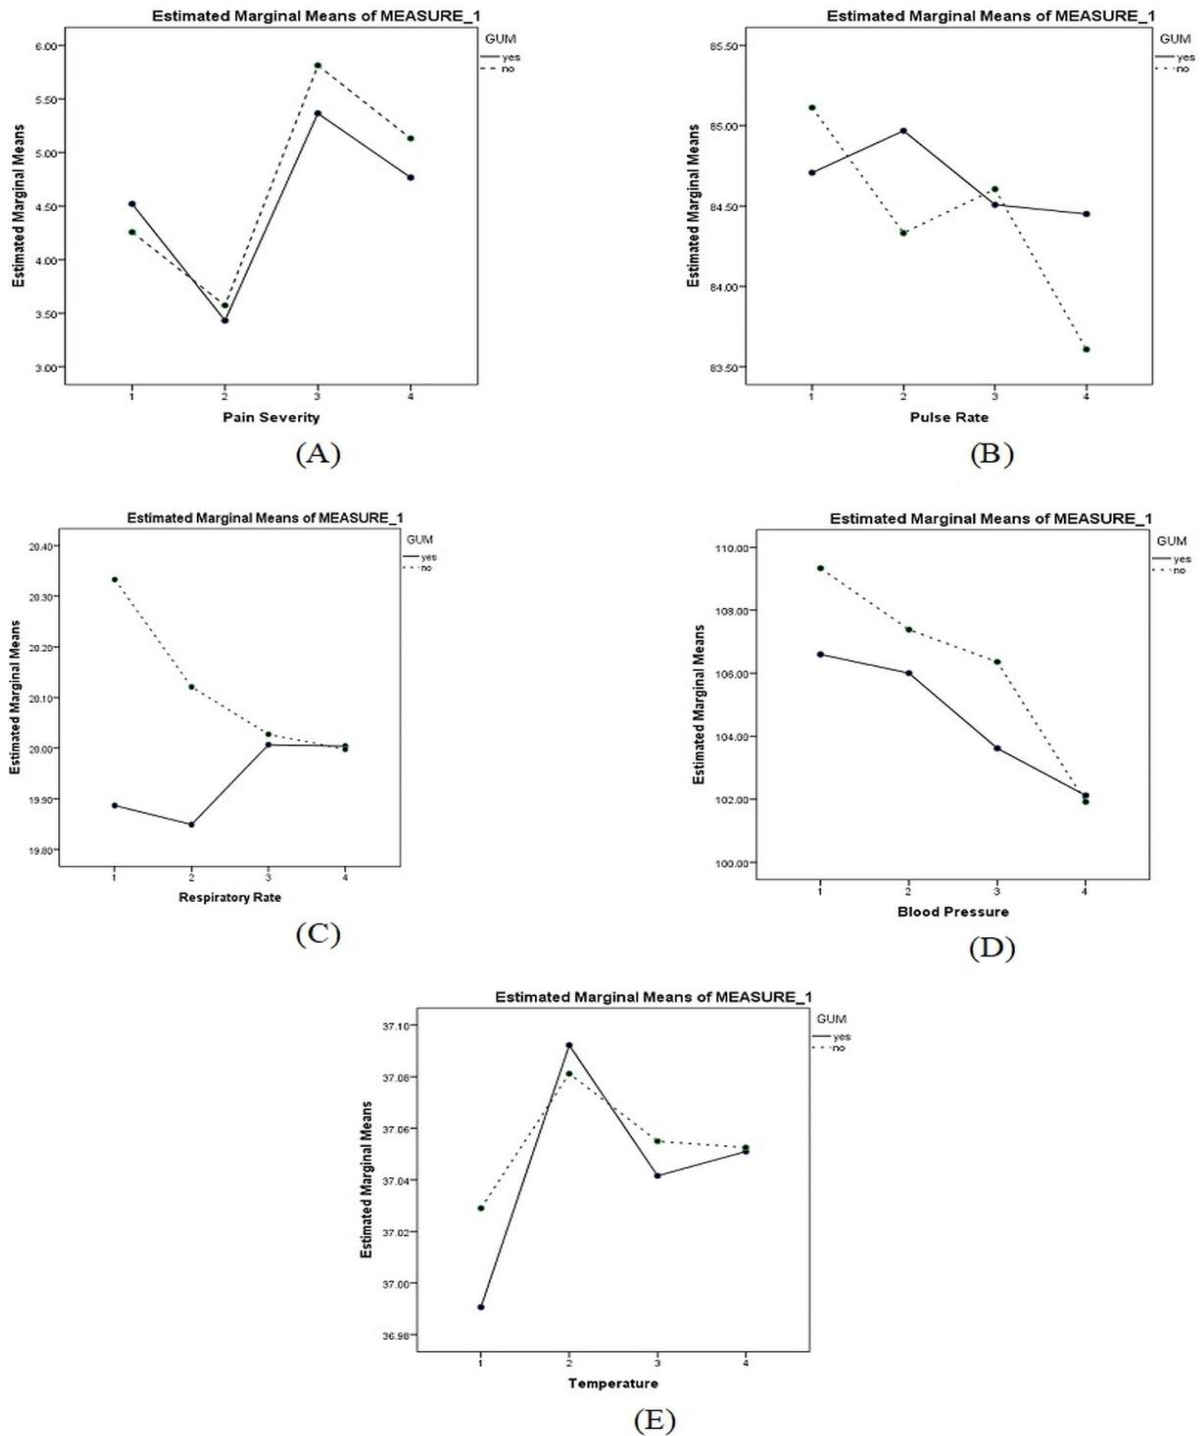 Estimated Marginal Means of MEASURE_1
GUM
yes
no
6.00
5.50
5.00
4.50
4.00
3.50
3.00
Estimated Marginal Means
1 2 3 4
Pain Severity
(A)
Estimated Marginal Means of MEASURE_1
GUM
yes
no
85.50
85.00
84.50
84.00
83.50
Estimated Marginal Means
1 2 3 4
Pulse Rate
(B)
Estimated Marginal Means of MEASURE_1
GUM
yes
no
20.40
20.30
20.20
20.10
20.00
19.90
19.80
Estimated Marginal Means
1 2 3 4
Respiratory Rate
(C)
Estimated Marginal Means of MEASURE_1
GUM
yes
no
110.00
108.00
106.00
104.00
102.00
100.00
Estimated Marginal Means
1 2 3 4
Blood Pressure
(D)
Estimated Marginal Means of MEASURE_1
GUM
yes
no
37.10
37.08
37.06
37.04
37.02
37.00
36.98
Estimated Marginal Means
1 2 3 4
Temperature
(E)